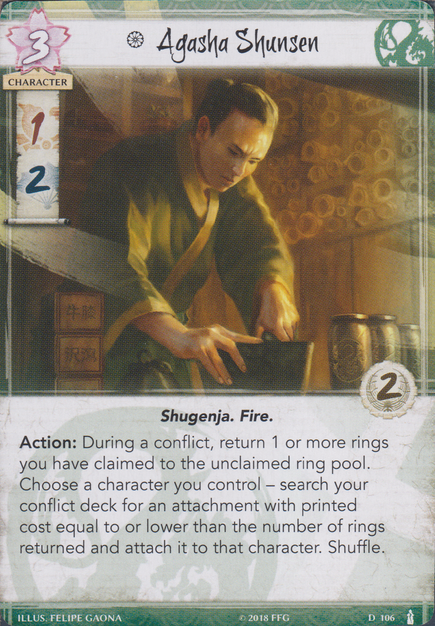 3
Agasha Shunsen
CHARACTER
1
2
2
Shugenja. Fire.
Action: During a conflict, return 1 or more rings
you have claimed to the unclaimed ring pool.
Choose a character you control – search your
conflict deck for an attachment with printed
cost equal to or lower than the number of rings
returned and attach it to that character. Shuffle.
ILLUS. FELIPE GAONA © 2018 FFG D 106